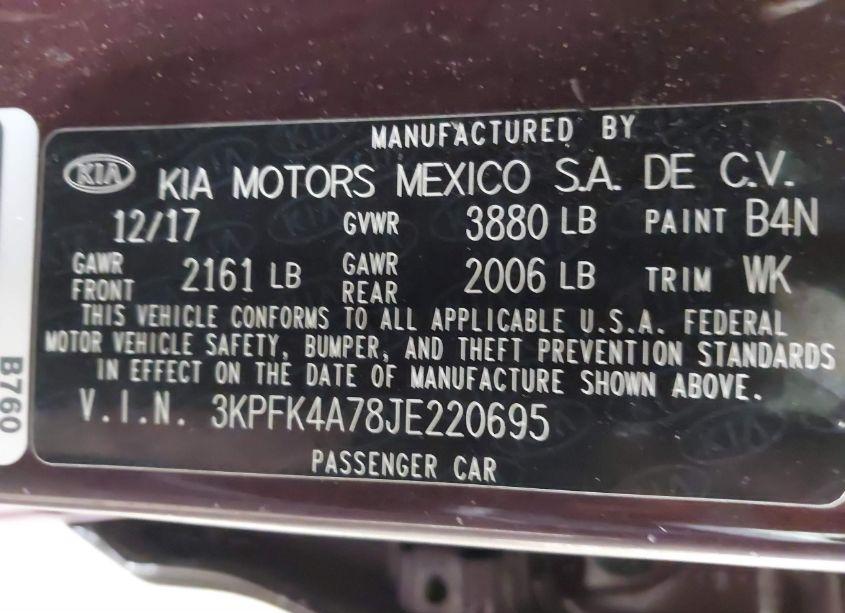 MANUFACTURED BY
KIA KIA MOTORS MEXICO S.A. DE C.V.
12/17 GVWR 3880 LB PAINT B4N
GAWR FRONT 2161 LB GAWR REAR 2006 LB TRIM WK
THIS VEHICLE CONFORMS TO ALL APPLICABLE U.S.A. FEDERAL
MOTOR VEHICLE SAFETY, BUMPER, AND THEFT PREVENTION STANDARDS
IN EFFECT ON THE DATE OF MANUFACTURE SHOWN ABOVE.
V.I.N. 3KPFK4A78JE220695
PASSENGER CAR
B760